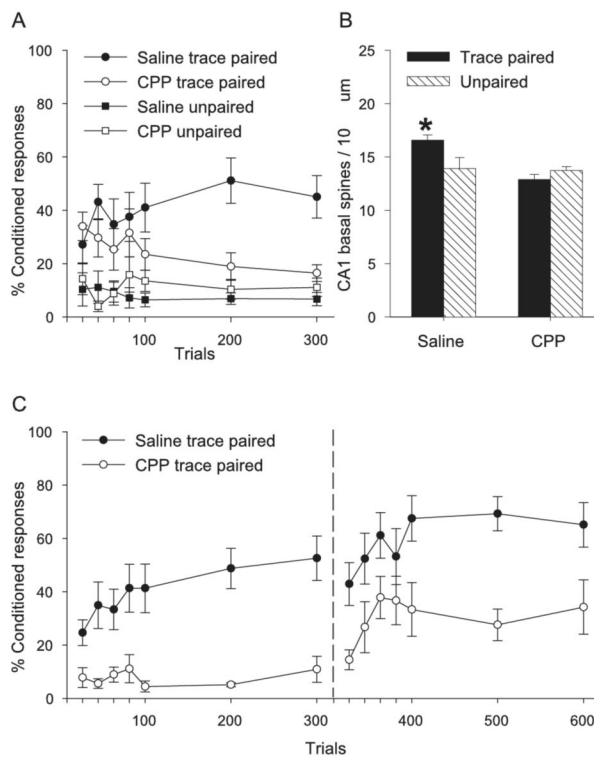 A
% Conditioned responses
100
80
60
40
20
0
Saline trace paired
CPP trace paired
Saline unpaired
CPP unpaired
100
200
300
Trials
B
CA1 basal spines / 10 um
25
20
15
10
5
0
Trace paired
Unpaired
*
Saline
CPP
C
% Conditioned responses
100
80
60
40
20
0
Saline trace paired
CPP trace paired
100
200
300
400
500
600
Trials